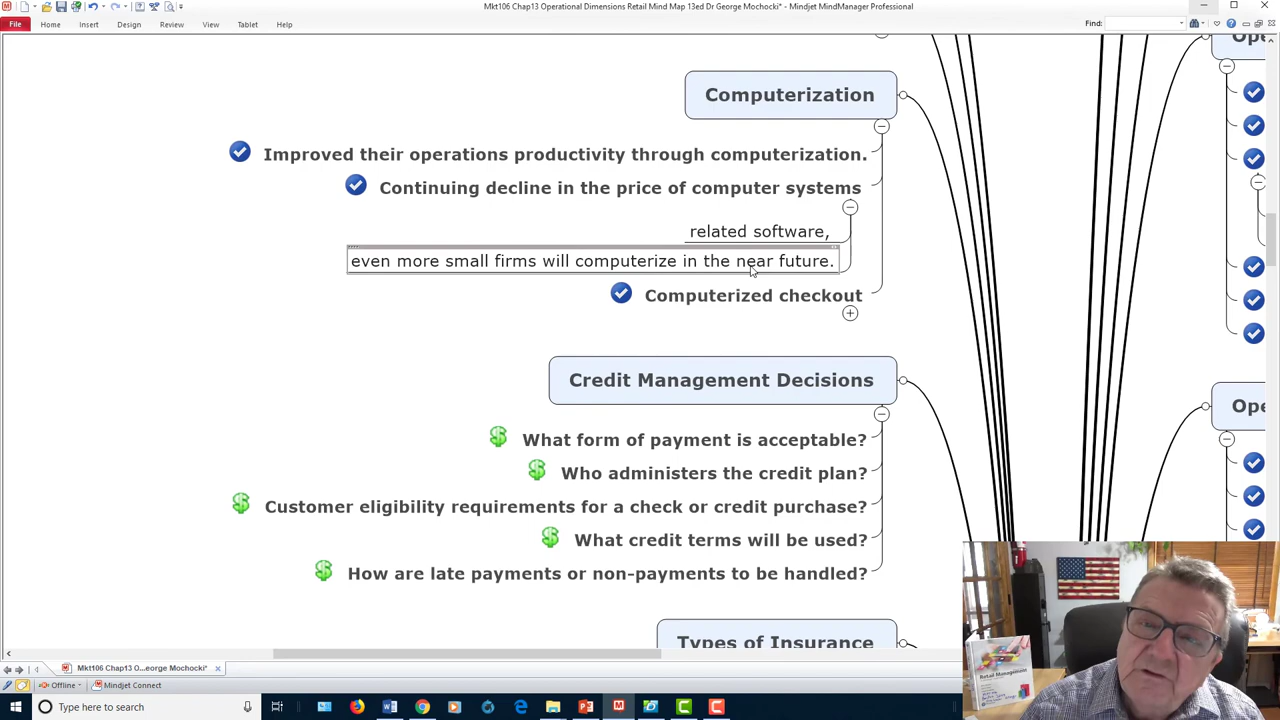 Mkt106 Chap13 Operational Dimensions Retail Mind Map 13ed Dr George Mochocki* - Mindjet MindManager Professional
File Home Insert Design Review View Tablet Help
Find:
Ope
Computerization
Improved their operations productivity through computerization.
Continuing decline in the price of computer systems
related software,
even more small firms will computerize in the near future.
Computerized checkout
Credit Management Decisions
Ope
What form of payment is acceptable?
Who administers the credit plan?
Customer eligibility requirements for a check or credit purchase?
What credit terms will be used?
How are late payments or non-payments to be handled?
Types of Insurance
Retail Management
Mkt106 Chap13 O...eorge Mochocki*
Offline Mindjet Connect
Type here to search